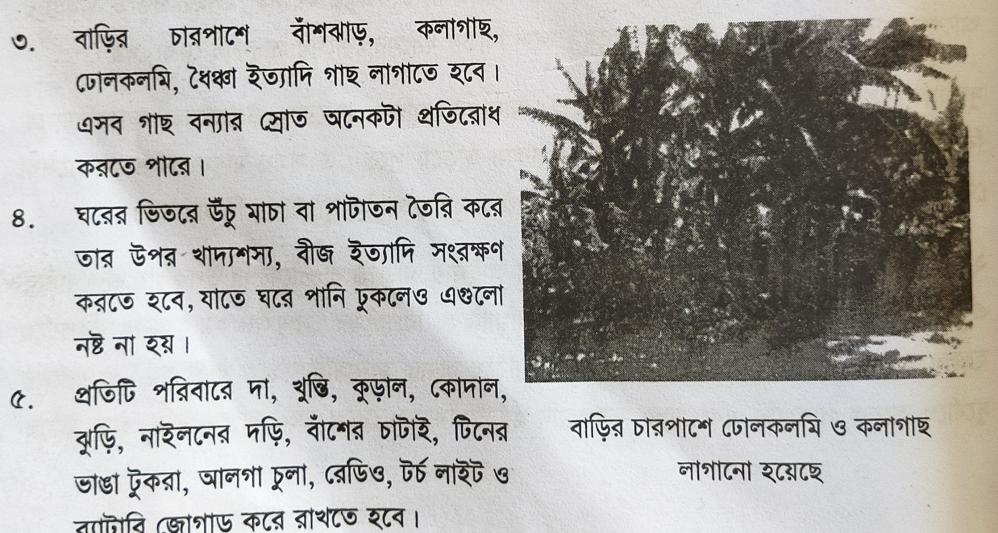 ৩. বাড়ির চারপাশে বাঁশঝাড়, কলাগাছ,
ঢোলকলমি, ধৈঞ্চা ইত্যাদি গাছ লাগাতে হবে।
এসব গাছ বন্যার স্রোত অনেকটা প্রতিরোধ
করতে পারে।
৪. ঘরের ভিতরে উঁচু মাচা বা পাটাতন তৈরি করে
তার উপর খাদ্যশস্য, বীজ ইত্যাদি সংরক্ষণ
করতে হবে, যাতে ঘরে পানি ঢুকলেও এগুলো
নষ্ট না হয়।
৫. প্রতিটি পরিবারে দা, খুন্তি, কুড়াল, কোদাল,
ঝুড়ি, নাইলনের দড়ি, বাঁশের চাটাই, টিনের
ভাঙা টুকরা, আলগা চুলা, রেডিও, টর্চ লাইট ও
ব্যাটারি জোগাড় করে রাখতে হবে।
বাড়ির চারপাশে ঢোলকলমি ও কলাগাছ
লাগানো হয়েছে